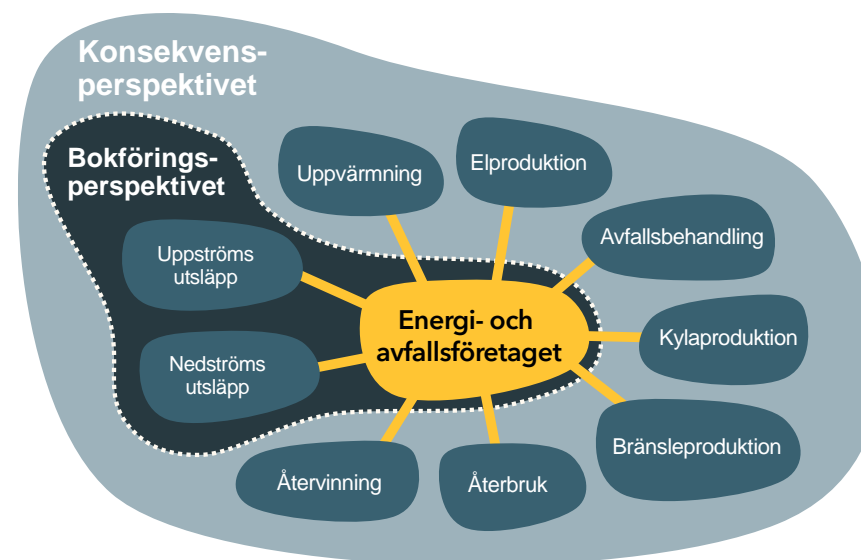 Konsekvens-
perspektivet
Bokförings-
perspektivet
Uppvärmning
Elproduktion
Avfallsbehandling
Uppströms
utsläpp
Energi- och
avfallsföretaget
Kylaproduktion
Nedströms
utsläpp
Bränsleproduktion
Återvinning
Återbruk